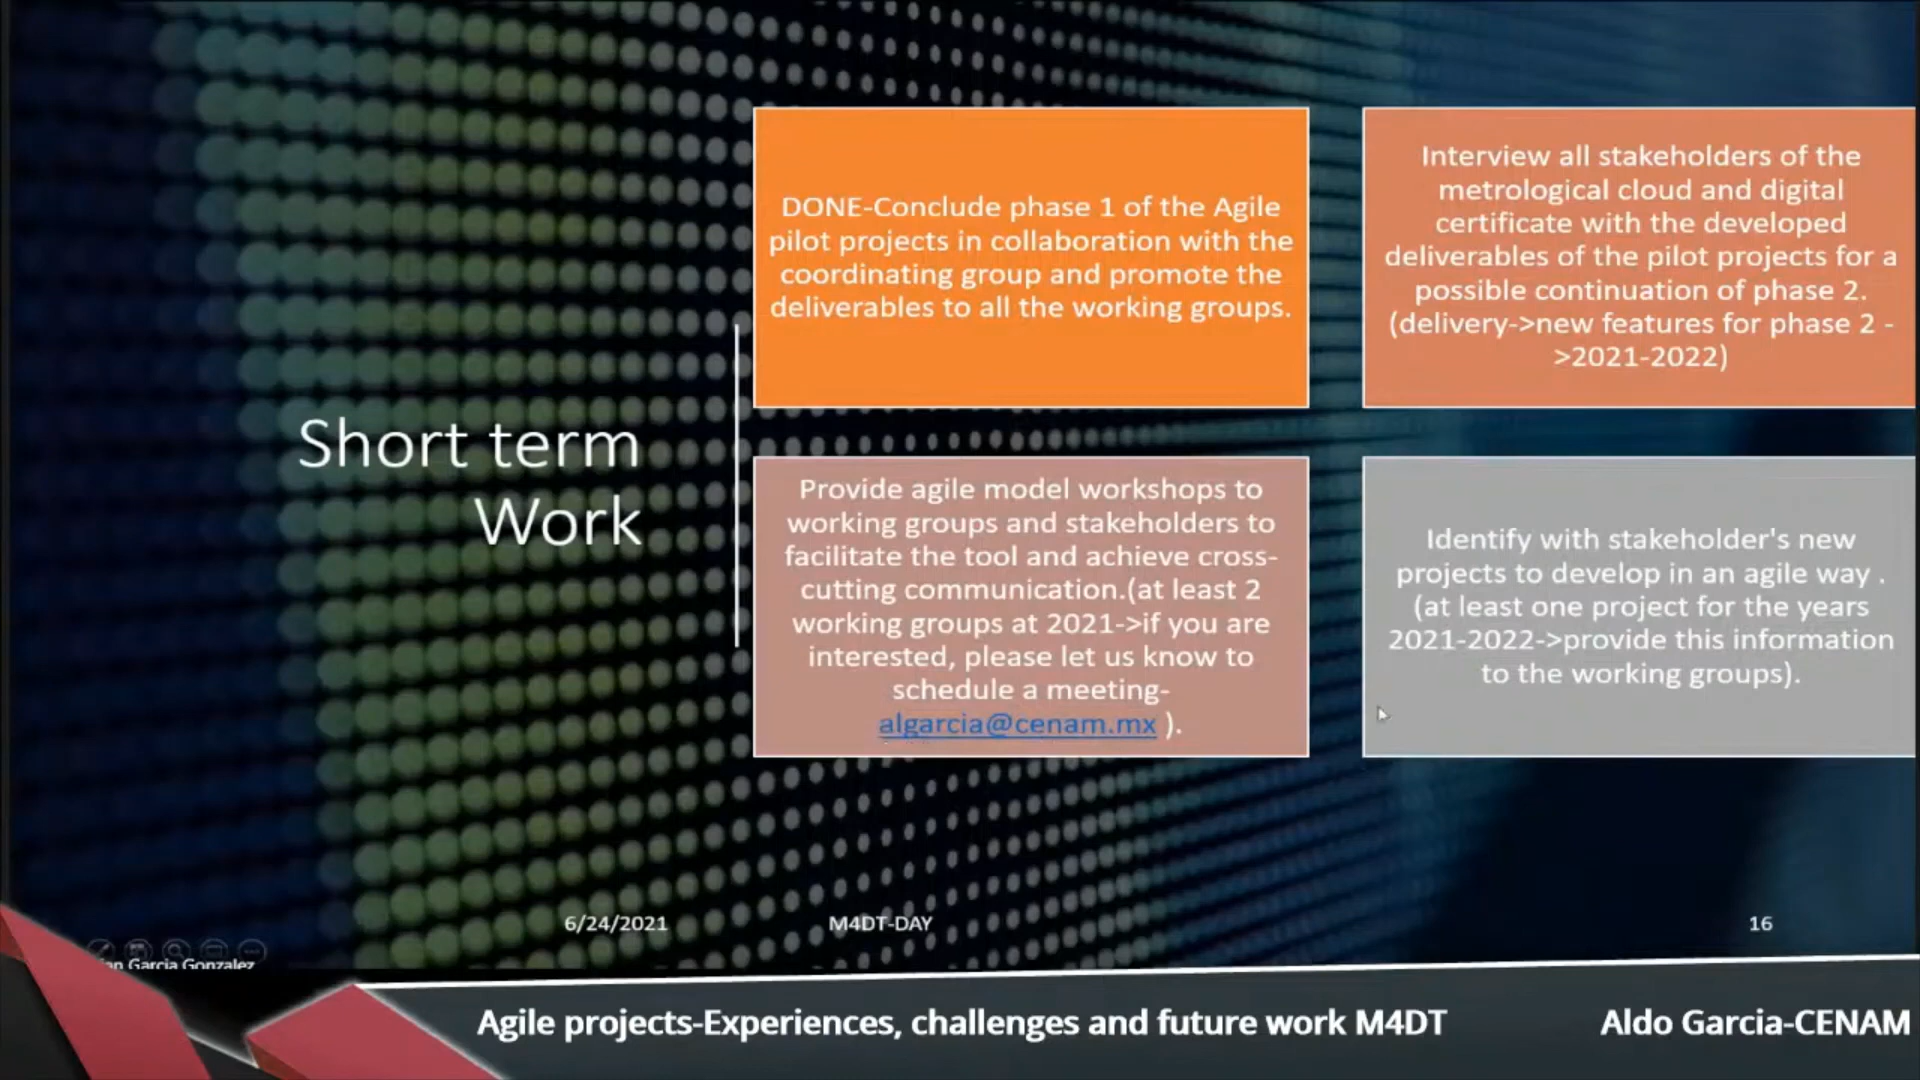 Short term
Work
DONE-Conclude phase 1 of the Agile
pilot projects in collaboration with the
coordinating group and promote the
deliverables to all the working groups.
Interview all stakeholders of the
metrological cloud and digital
certificate with the developed
deliverables of the pilot projects for a
possible continuation of phase 2.
(delivery->new features for phase 2 -
>2021-2022)
Provide agile model workshops to
working groups and stakeholders to
facilitate the tool and achieve cross-
cutting communication.(at least 2
working groups at 2021->if you are
interested, please let us know to
schedule a meeting-
algarcia@cenam.mx ).
Identify with stakeholder's new
projects to develop in an agile way .
(at least one project for the years
2021-2022->provide this information
to the working groups).
6/24/2021
M4DT-DAY
16
Garcia Gonzalez
Agile projects-Experiences, challenges and future work M4DT
Aldo Garcia-CENAM